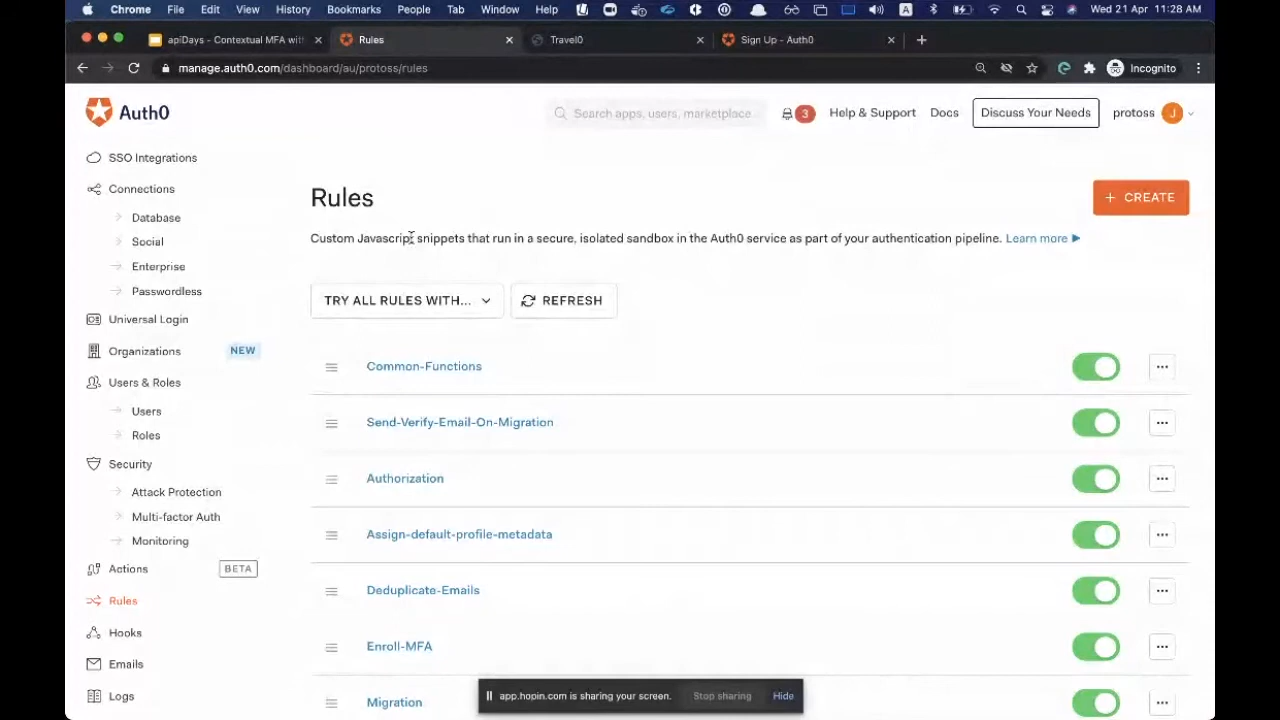 Chrome File Edit View History Bookmarks People Tab Window Help Wed 21 Apr 11:28 AM
apiDays - Contextual MFA wit
Rules
Travel0
Sign Up - Auth0
manage.auth0.com/dashboard/au/protoss/rules
Incognito
Auth0
Search apps, users, marketplace...
3
Help & Support
Docs
Discuss Your Needs
protoss
J
SSO Integrations
Connections
Database
Social
Enterprise
Passwordless
Universal Login
Organizations NEW
Users & Roles
Users
Roles
Security
Attack Protection
Multi-factor Auth
Monitoring
Actions BETA
Rules
Hooks
Emails
Logs
Rules
+ CREATE
Custom Javascript snippets that run in a secure, isolated sandbox in the Auth0 service as part of your authentication pipeline. Learn more
TRY ALL RULES WITH...
REFRESH
Common-Functions
Send-Verify-Email-On-Migration
Authorization
Assign-default-profile-metadata
Deduplicate-Emails
Enroll-MFA
Migration
app.hopin.com is sharing your screen. Stop sharing Hide